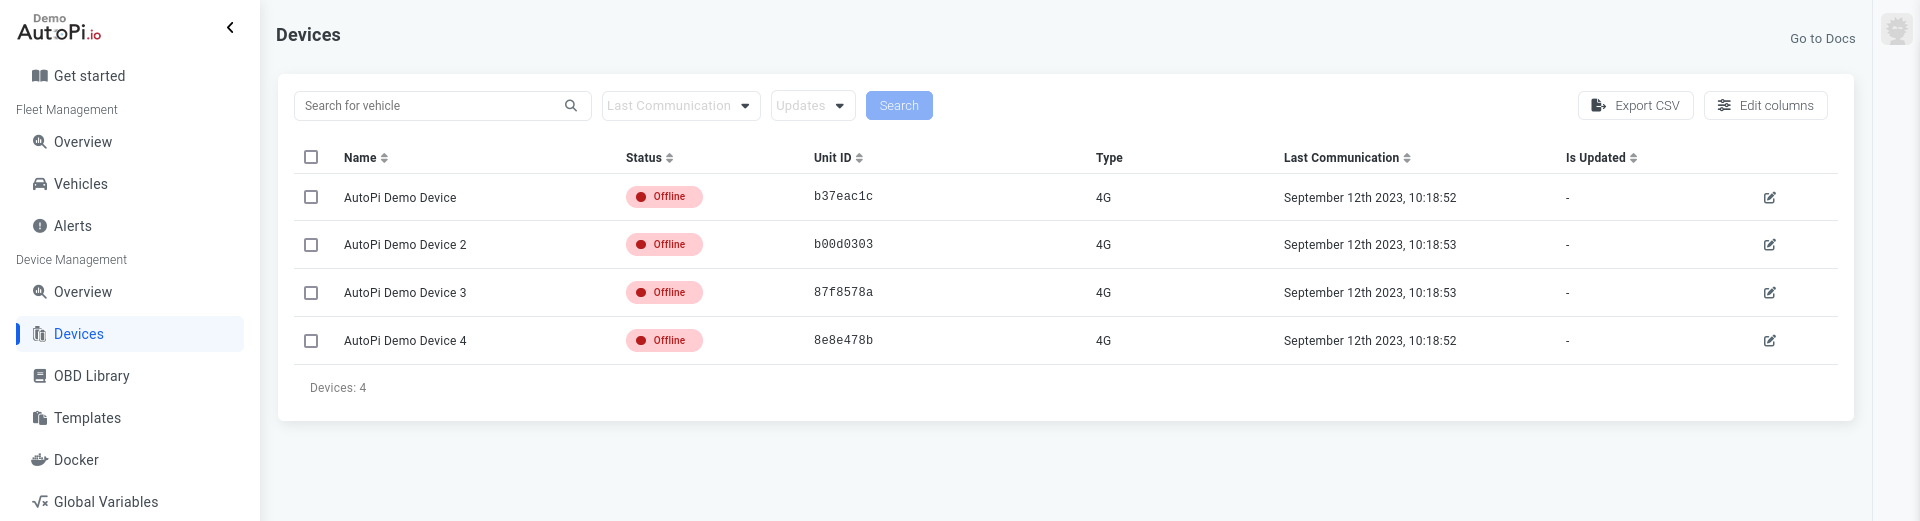 Demo
AutoPi.io
Get started
Fleet Management
Overview
Vehicles
Alerts
Device Management
Overview
Devices
OBD Library
Templates
Docker
Global Variables
Devices
Go to Docs
Search for vehicle Last Communication Updates Search Export CSV Edit columns
Name Status Unit ID Type Last Communication Is Updated
AutoPi Demo Device Offline b37eac1c 4G September 12th 2023, 10:18:52 -
AutoPi Demo Device 2 Offline b00d0303 4G September 12th 2023, 10:18:53 -
AutoPi Demo Device 3 Offline 87f8578a 4G September 12th 2023, 10:18:53 -
AutoPi Demo Device 4 Offline 8e8e478b 4G September 12th 2023, 10:18:52 -
Devices: 4